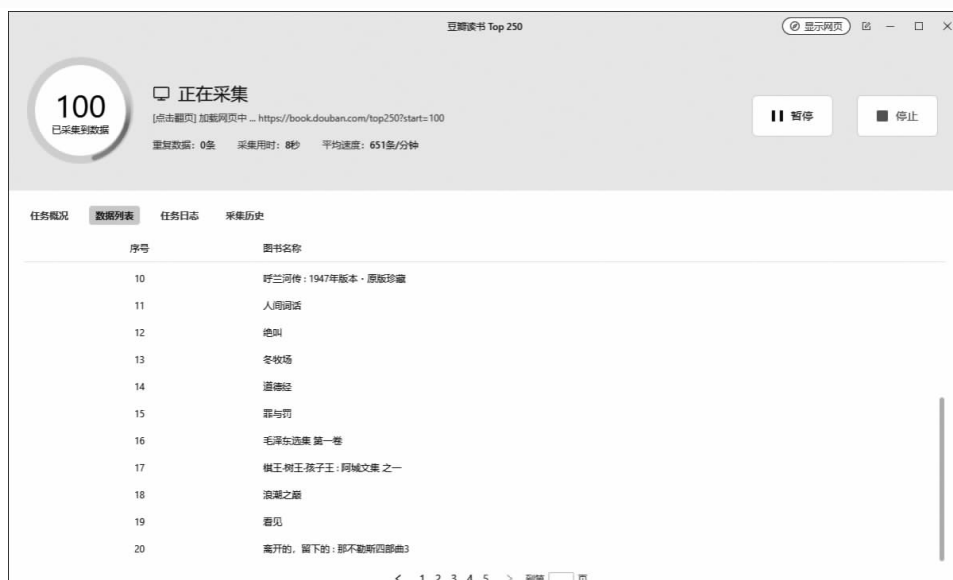 豆瓣读书 Top 250
显示网页
100
已采集到数据
正在采集
[点击翻页] 加载网页中 ... https://book.douban.com/top250?start=100
重复数据：0条 采集用时：8秒 平均速度：651条/分钟
暂停
停止
任务概况 数据列表 任务日志 采集历史
序号 图书名称
10 呼兰河传 : 1947年版本·原版珍藏
11 人间词话
12 绝叫
13 冬牧场
14 道德经
15 罪与罚
16 毛泽东选集 第一卷
17 棋王·树王·孩子王 : 阿城文集 之一
18 浪潮之巅
19 看见
20 离开的，留下的 : 那不勒斯四部曲3
< 1 2 3 4 5 > 到第 页